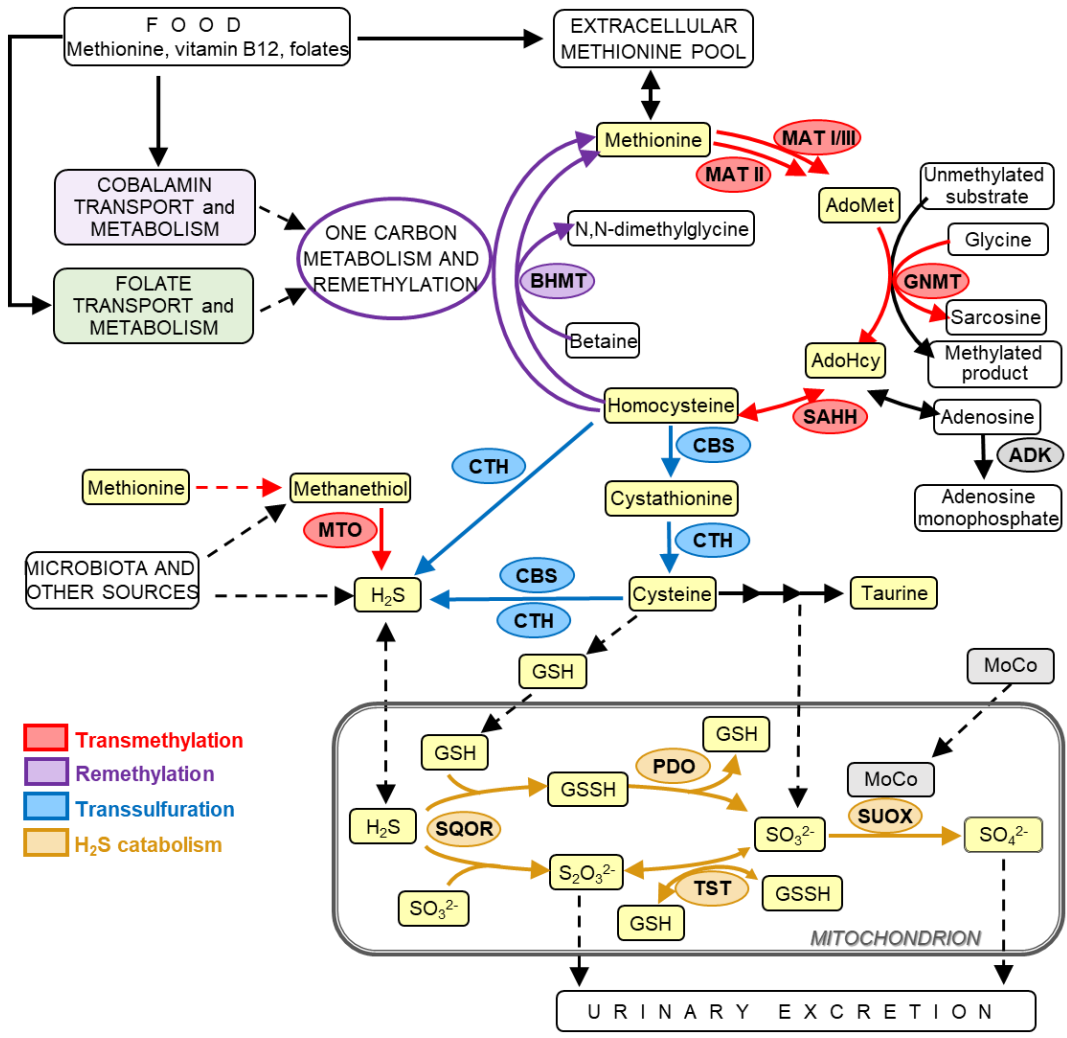 F O O D
Methionine, vitamin B12, folates
EXTRACELLULAR
METHIONINE POOL
Methionine
MAT I/III
MAT II
COBALAMIN
TRANSPORT and
METABOLISM
FOLATE
TRANSPORT and
METABOLISM
ONE CARBON
METABOLISM AND
REMETHYLATION
N,N-dimethylglycine
BHMT
Betaine
AdoMet
Unmethylated
substrate
Glycine
GNMT
Sarcosine
Methylated
product
AdoHcy
Homocysteine
SAHH
Adenosine
ADK
Adenosine
monophosphate
CBS
CTH
Cystathionine
CTH
Methionine
Methanethiol
MTO
MICROBIOTA AND
OTHER SOURCES
H₂S
CBS
CTH
Cysteine
Taurine
GSH
MoCo
Transmethylation
Remethylation
Transsulfuration
H₂S catabolism
GSH
GSSH
PDO
GSH
MoCo
H₂S
SQOR
SO₃²⁻
SUOX
SO₄²⁻
SO₃²⁻
S₂O₃²⁻
TST
GSH
GSSH
MITOCHONDRION
U R I N A R Y E X C R E T I O N